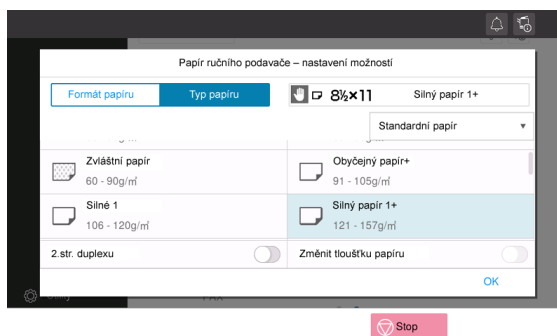 Papír ručního podavače – nastavení možností
Formát papíru
Typ papíru
8½×11
Silný papír 1+
Standardní papír
Zvláštní papír
60 - 90g/㎡
Obyčejný papír+
91 - 105g/㎡
Silné 1
106 - 120g/㎡
Silný papír 1+
121 - 157g/㎡
2.str. duplexu
Změnit tloušťku papíru
OK
Stop